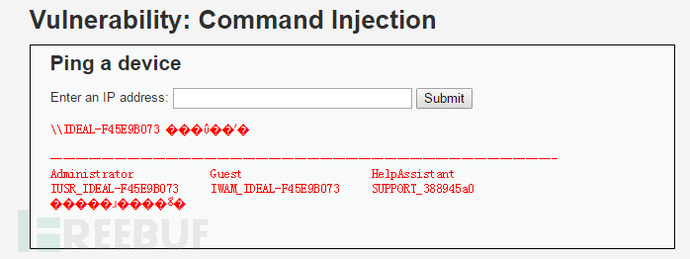 Vulnerability: Command Injection
Ping a device
Enter an IP address: Submit
\\IDEAL-F45E9B073 ���û��ʻ�
-------------------------------------------------------------------------------
Administrator Guest HelpAssistant
IUSR_IDEAL-F45E9B073 IWAM_IDEAL-F45E9B073 SUPPORT_388945a0
FREEBUF